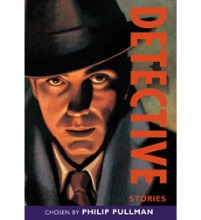 DETECTIVE
STORIES
CHOSEN BY PHILIP PULLMAN